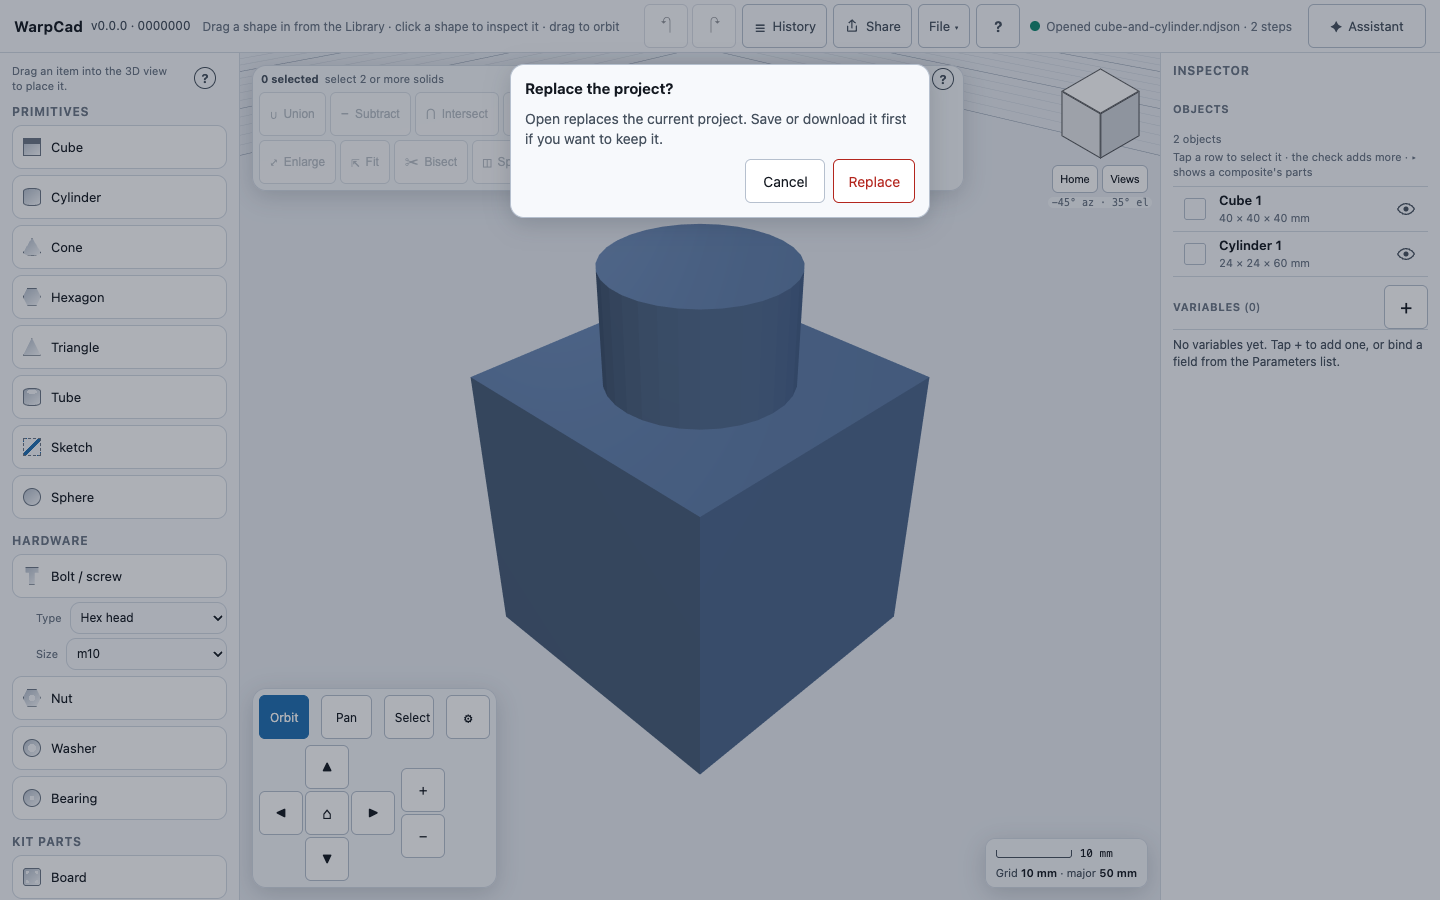 WarpCad v0.0.0 · 0000000 Drag a shape in from the Library · click a shape to inspect it · drag to orbit
History
Share
File
?
Opened cube-and-cylinder.ndjson · 2 steps
Assistant
Drag an item into the 3D view
to place it.
?
PRIMITIVES
Cube
Cylinder
Cone
Hexagon
Triangle
Tube
Sketch
Sphere
HARDWARE
Bolt / screw
Type Hex head
Size m10
Nut
Washer
Bearing
KIT PARTS
Board
0 selected select 2 or more solids
?
Union
Subtract
Intersect
Enlarge
Fit
Bisect
Sp
Replace the project?
Open replaces the current project. Save or download it first
if you want to keep it.
Cancel
Replace
Home
Views
−45° az · 35° el
Orbit
Pan
Select
+
−
10 mm
Grid 10 mm · major 50 mm
INSPECTOR
OBJECTS
2 objects
Tap a row to select it · the check adds more · ▸
shows a composite's parts
Cube 1
40 × 40 × 40 mm
Cylinder 1
24 × 24 × 60 mm
VARIABLES (0)
+
No variables yet. Tap + to add one, or bind a
field from the Parameters list.